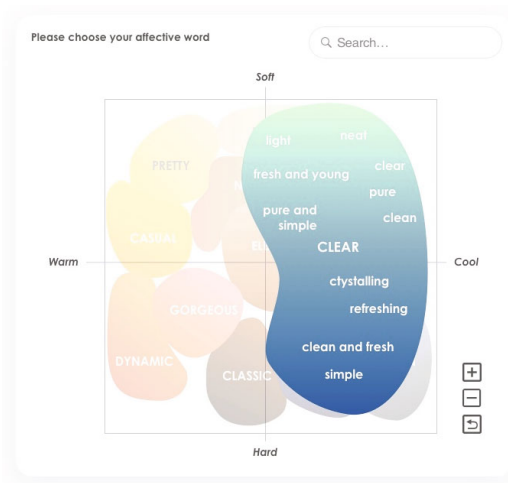 Please choose your affective word
Search...
Soft
light
neat
PRETTY
clear
fresh and young
pure
pure and
simple
clean
CASUAL
CLEAR
Warm
Cool
ctystalling
GORGEOUS
refreshing
clean and fresh
DYNAMIC
CLASSIC
simple
Hard